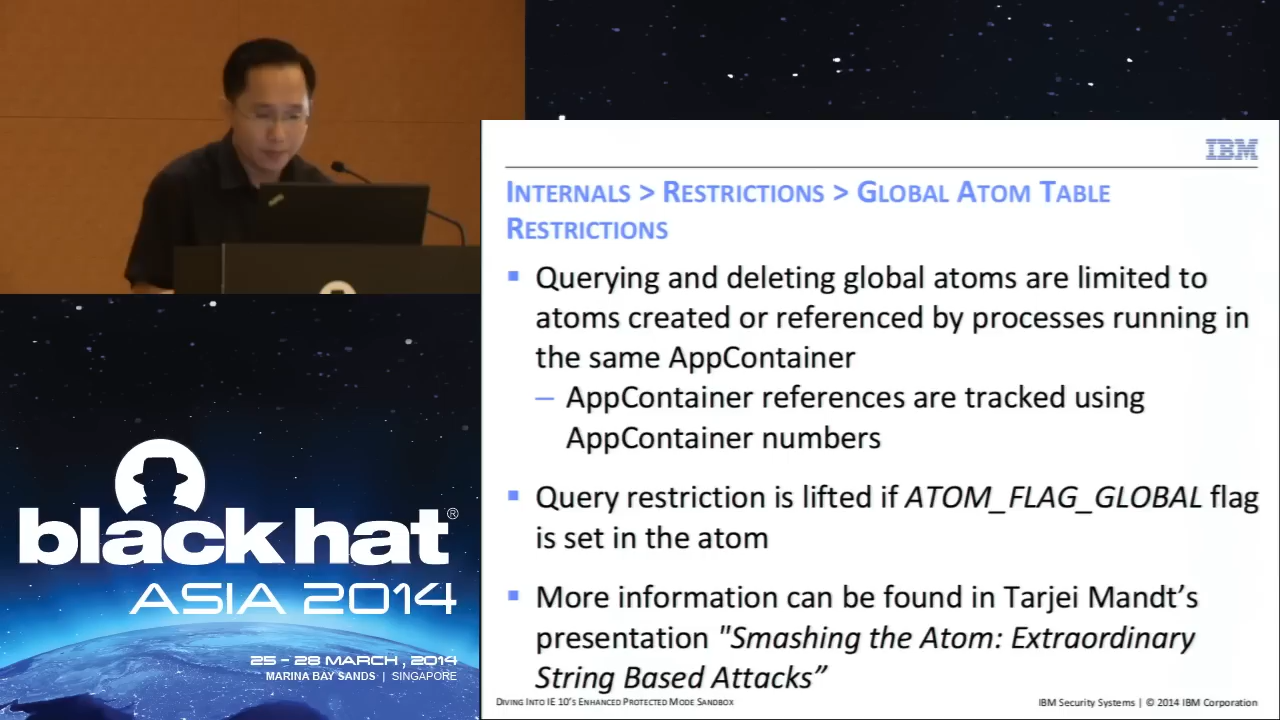 IBM
INTERNALS > RESTRICTIONS > GLOBAL ATOM TABLE
RESTRICTIONS
Querying and deleting global atoms are limited to
atoms created or referenced by processes running in
the same AppContainer
– AppContainer references are tracked using
AppContainer numbers
Query restriction is lifted if ATOM_FLAG_GLOBAL flag
is set in the atom
More information can be found in Tarjei Mandt’s
presentation "Smashing the Atom: Extraordinary
String Based Attacks”
DIVING INTO IE 10’S ENHANCED PROTECTED MODE SANDBOX
IBM Security Systems | © 2014 IBM Corporation
black hat®
ASIA 2014
25 - 28 MARCH, 2014
MARINA BAY SANDS | SINGAPORE